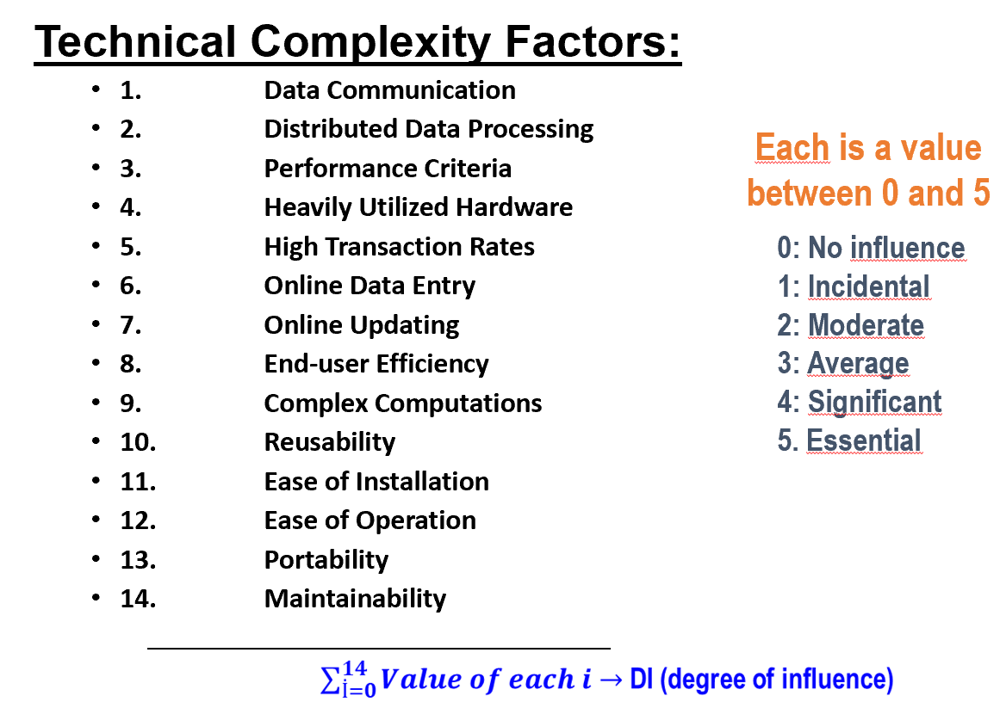 Technical Complexity Factors:
• 1. Data Communication
• 2. Distributed Data Processing
• 3. Performance Criteria
• 4. Heavily Utilized Hardware
• 5. High Transaction Rates
• 6. Online Data Entry
• 7. Online Updating
• 8. End-user Efficiency
• 9. Complex Computations
• 10. Reusability
• 11. Ease of Installation
• 12. Ease of Operation
• 13. Portability
• 14. Maintainability
Each is a value
between 0 and 5
0: No influence
1: Incidental
2: Moderate
3: Average
4: Significant
5. Essential
∑_{İ=0}^{14} Value of each i → DI (degree of influence)